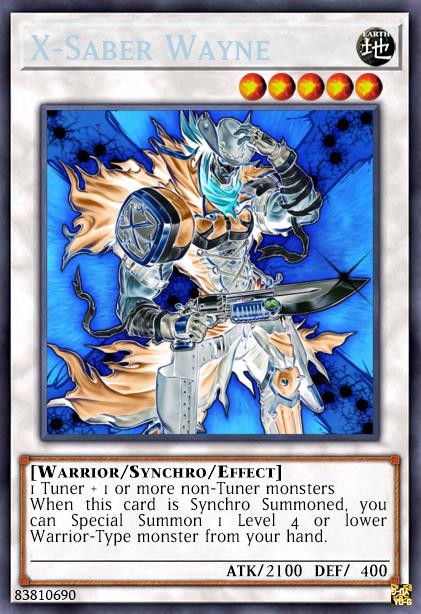 X-Saber Wayne
EARTH
地
[Warrior/Synchro/Effect]
1 Tuner + 1 or more non-Tuner monsters
When this card is Synchro Summoned, you
can Special Summon 1 Level 4 or lower
Warrior-Type monster from your hand.
ATK/2100 DEF/ 400
83810690